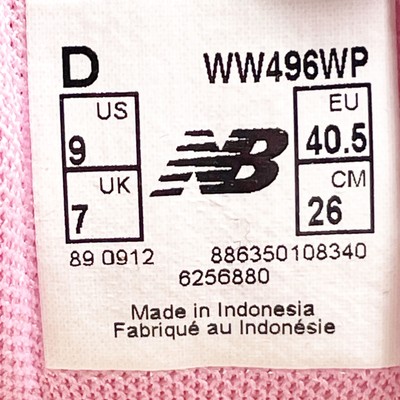 D WW496WP
US EU
9 40.5
UK CM
7 26
NB
89 0912 886350108340
6256880
Made in Indonesia
Fabriqué au Indonésie